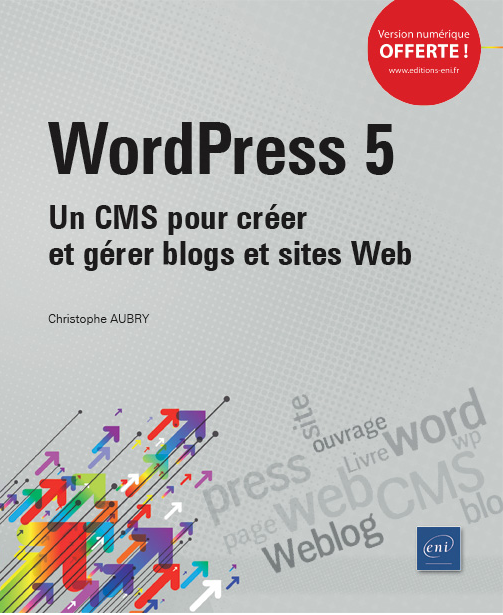 Version numérique
OFFERTE !
www.editions-eni.fr
WordPress 5
Un CMS pour créer
et gérer blogs et sites Web
Christophe AUBRY
site
ouvrage
word
Livre
wp
press
web
CMS
page
Weblog
blo
eni